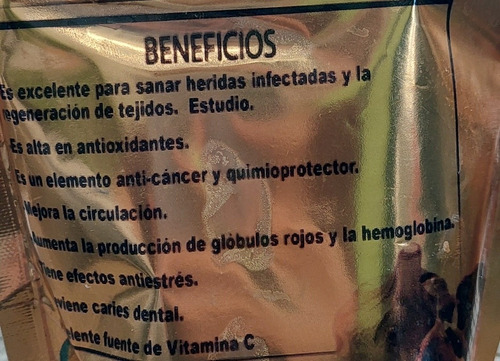 BENEFICIOS
Es excelente para sanar heridas infectadas y la
regeneración de tejidos. Estudio.
Es alta en antioxidantes.
Es un elemento anti-cáncer y quimioprotector.
Mejora la circulación.
Aumenta la producción de glóbulos rojos y la hemoglobina.
Tiene efectos antiestrés.
caries dental.
fuente de Vitamina C